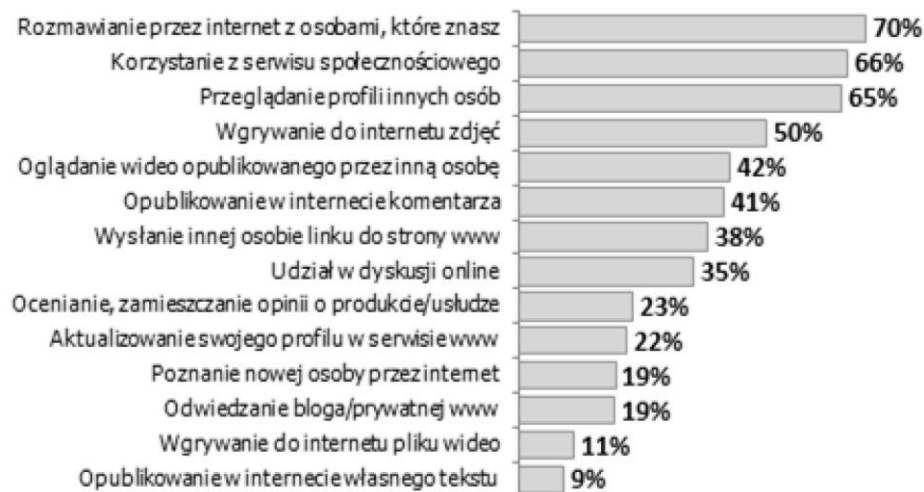 Rozmawianie przez internet z osobami, które znasz 70%
Korzystanie z serwisu społecznościowego 66%
Przeglądanie profili innych osób 65%
Wgrywanie do internetu zdjęć 50%
Oglądanie wideo opublikowanego przez inną osobę 42%
Opublikowanie w internecie komentarza 41%
Wysłanie innej osobie linku do strony www 38%
Udział w dyskusji online 35%
Ocenianie, zamieszczanie opinii o produkcie/usłudze 23%
Aktualizowanie swojego profilu w serwisie www 22%
Poznanie nowej osoby przez internet 19%
Odwiedzanie bloga/prywatnej www 19%
Wgrywanie do internetu pliku wideo 11%
Opublikowanie w internecie własnego tekstu 9%